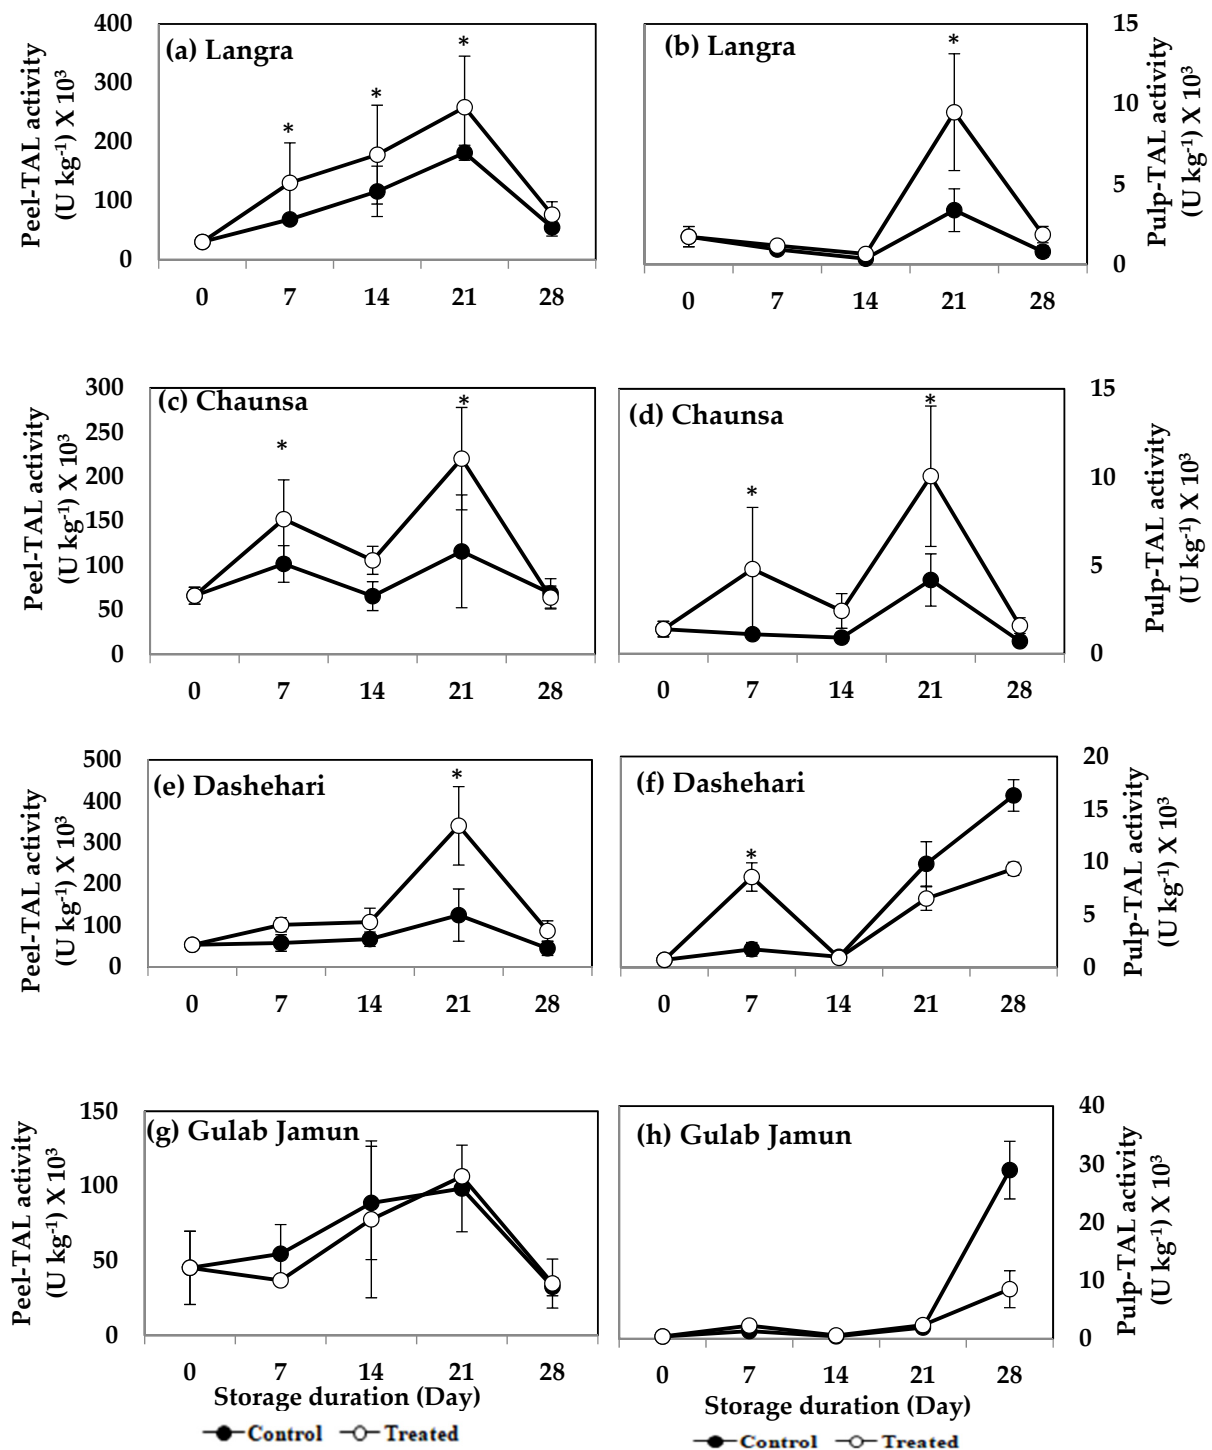 Peel-TAL activity
(U kg⁻¹) X 10³
400
300
200
100
0
(a) Langra
*
*
*
0 7 14 21 28
(b) Langra
*
15
10
5
0
Pulp-TAL activity
(U kg⁻¹) X 10³
0 7 14 21 28
Peel-TAL activity
(U kg⁻¹) X 10³
300
250
200
150
100
50
0
(c) Chaunsa
*
*
0 7 14 21 28
(d) Chaunsa
*
*
15
10
5
0
Pulp-TAL activity
(U kg⁻¹) X 10³
0 7 14 21 28
Peel-TAL activity
(U kg⁻¹) X 10³
500
400
300
200
100
0
(e) Dashehari
*
0 7 14 21 28
(f) Dashehari
*
20
15
10
5
0
Pulp-TAL activity
(U kg⁻¹) X 10³
0 7 14 21 28
Peel-TAL activity
(U kg⁻¹) X 10³
150
100
50
0
(g) Gulab Jamun
0 7 14 21 28
Storage duration (Day)
Control Treated
(h) Gulab Jamun
40
30
20
10
0
Pulp-TAL activity
(U kg⁻¹) X 10³
0 7 14 21 28
Storage duration (Day)
Control Treated